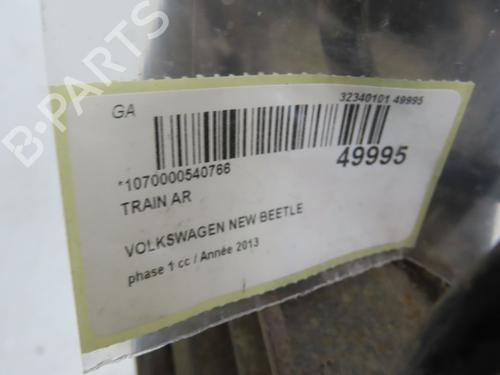 B-PARTS
GA
32340101 49995
*1070000540766
49995
TRAIN AR
VOLKSWAGEN NEW BEETLE
phase 1 cc / Année 2013